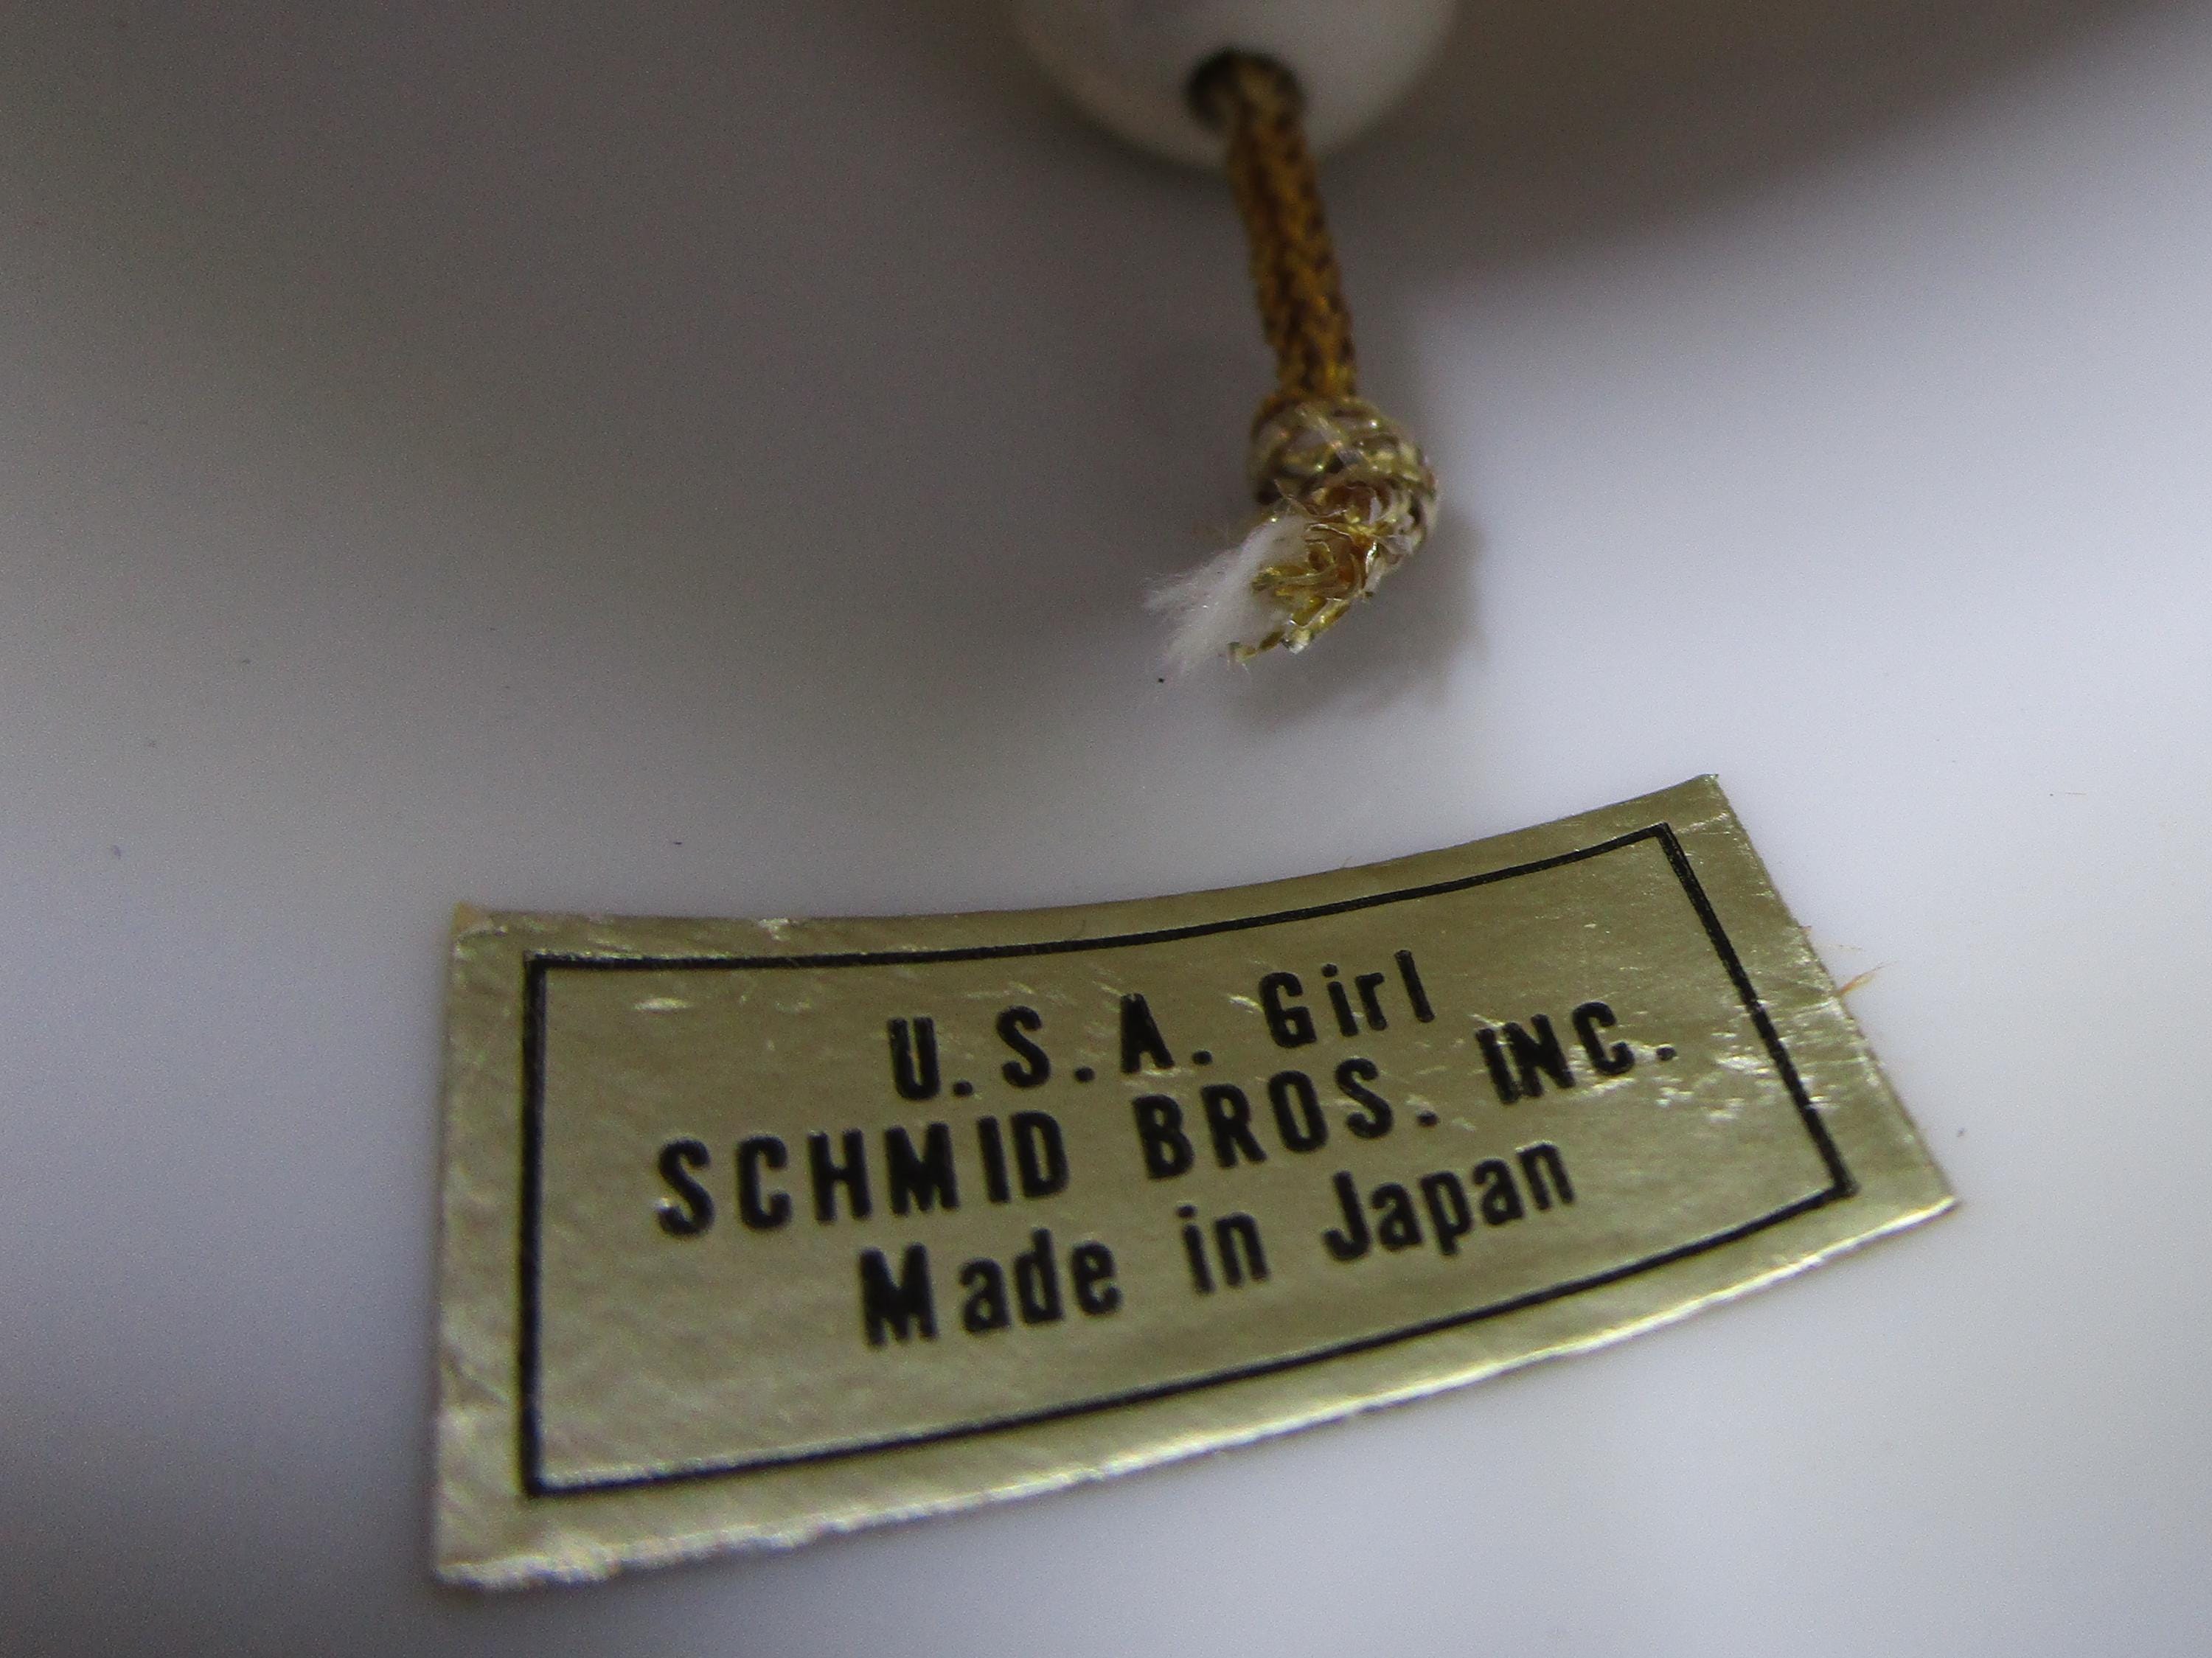 U.S.A. Girl
SCHMID BROS. INC.
Made in Japan